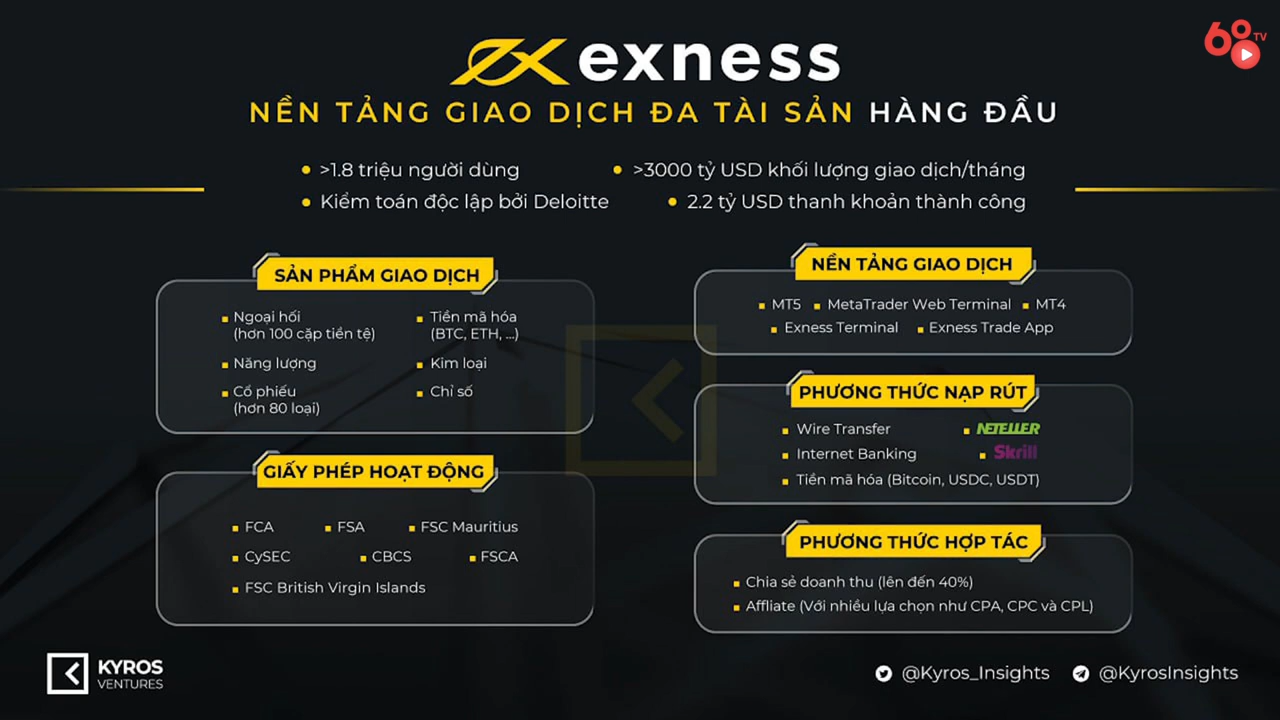 68
TV
exness
NỀN TẢNG GIAO DỊCH ĐA TÀI SẢN HÀNG ĐẦU
>1.8 triệu người dùng
>3000 tỷ USD khối lượng giao dịch/tháng
Kiểm toán độc lập bởi Deloitte
2.2 tỷ USD thanh khoản thành công
SẢN PHẨM GIAO DỊCH
Ngoại hối
(hơn 100 cặp tiền tệ)
Tiền mã hóa
(BTC, ETH, ...)
Năng lượng
Kim loại
Cổ phiếu
(hơn 80 loại)
Chỉ số
GIẤY PHÉP HOẠT ĐỘNG
FCA
FSA
FSC Mauritius
CySEC
CBCS
FSCA
FSC British Virgin Islands
NỀN TẢNG GIAO DỊCH
MT5
MetaTrader Web Terminal
MT4
Exness Terminal
Exness Trade App
PHƯƠNG THỨC NẠP RÚT
Wire Transfer
NETELLER
Internet Banking
Skrill
Tiền mã hóa (Bitcoin, USDC, USDT)
PHƯƠNG THỨC HỢP TÁC
Chia sẻ doanh thu (lên đến 40%)
Affliate (Với nhiều lựa chọn như CPA, CPC và CPL)
KYROS
VENTURES
@Kyros_Insights
@KyrosInsights